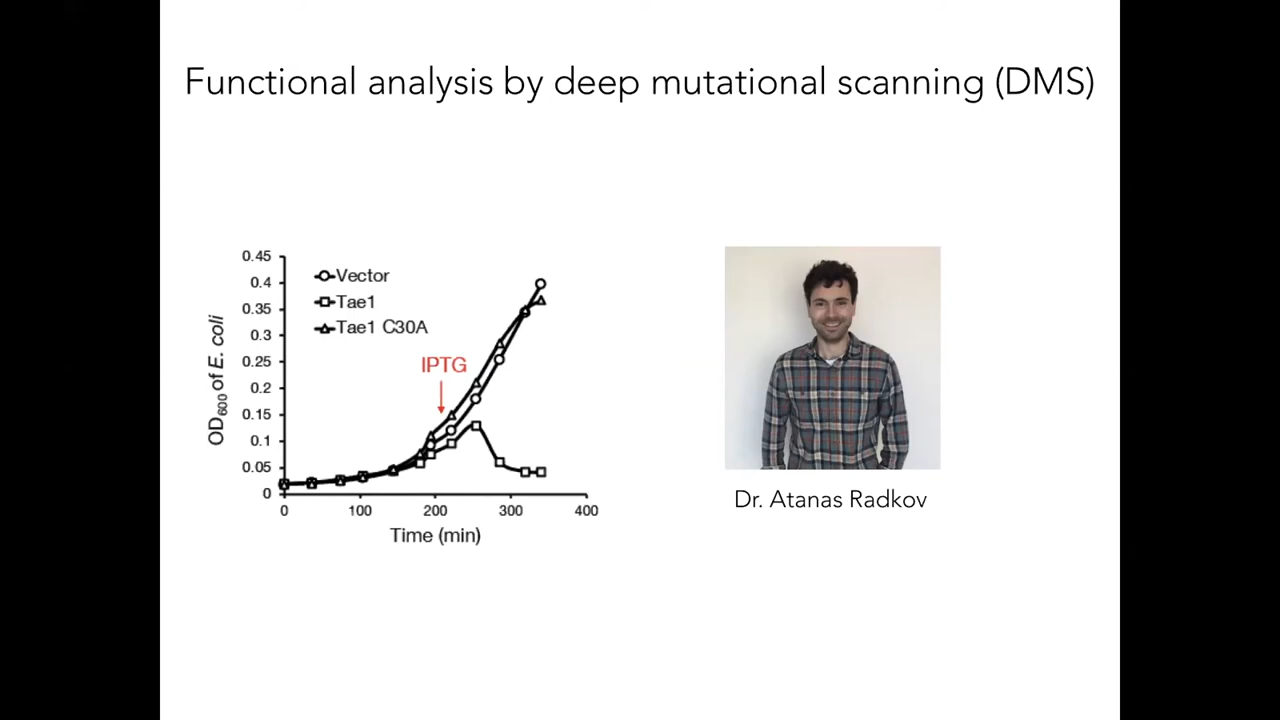 Functional analysis by deep mutational scanning (DMS)
0.45
0.4
0.35
0.3
0.25
0.2
0.15
0.1
0.05
0
OD600 of E. coli
Vector
Tae1
Tae1 C30A
IPTG
0 100 200 300 400
Time (min)
Dr. Atanas Radkov